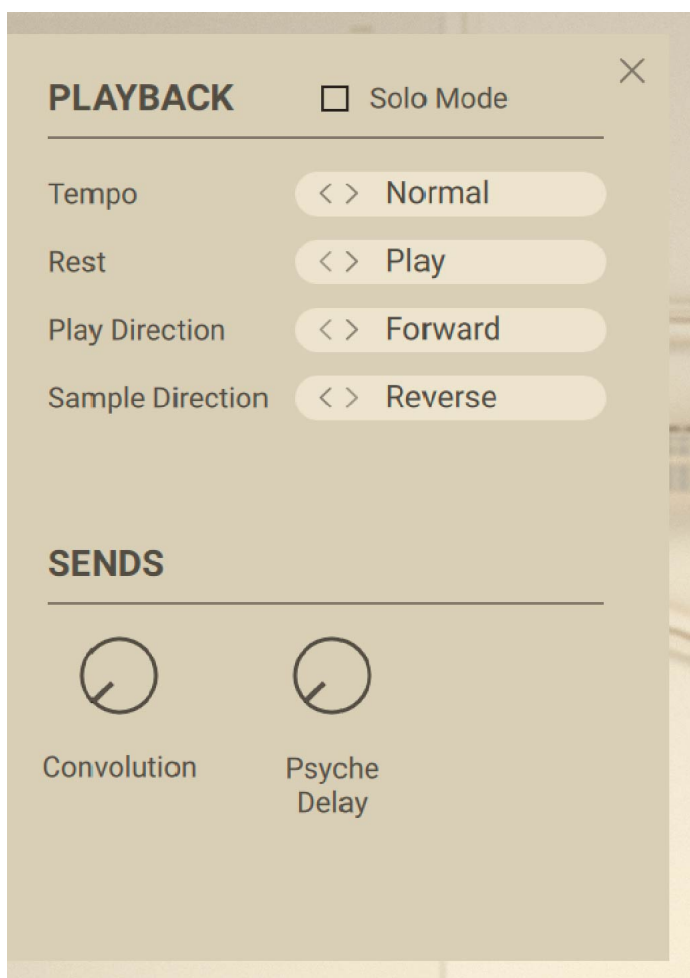 PLAYBACK Solo Mode
Tempo Normal
Rest Play
Play Direction Forward
Sample Direction Reverse
SENDS
Convolution Psyche
Delay